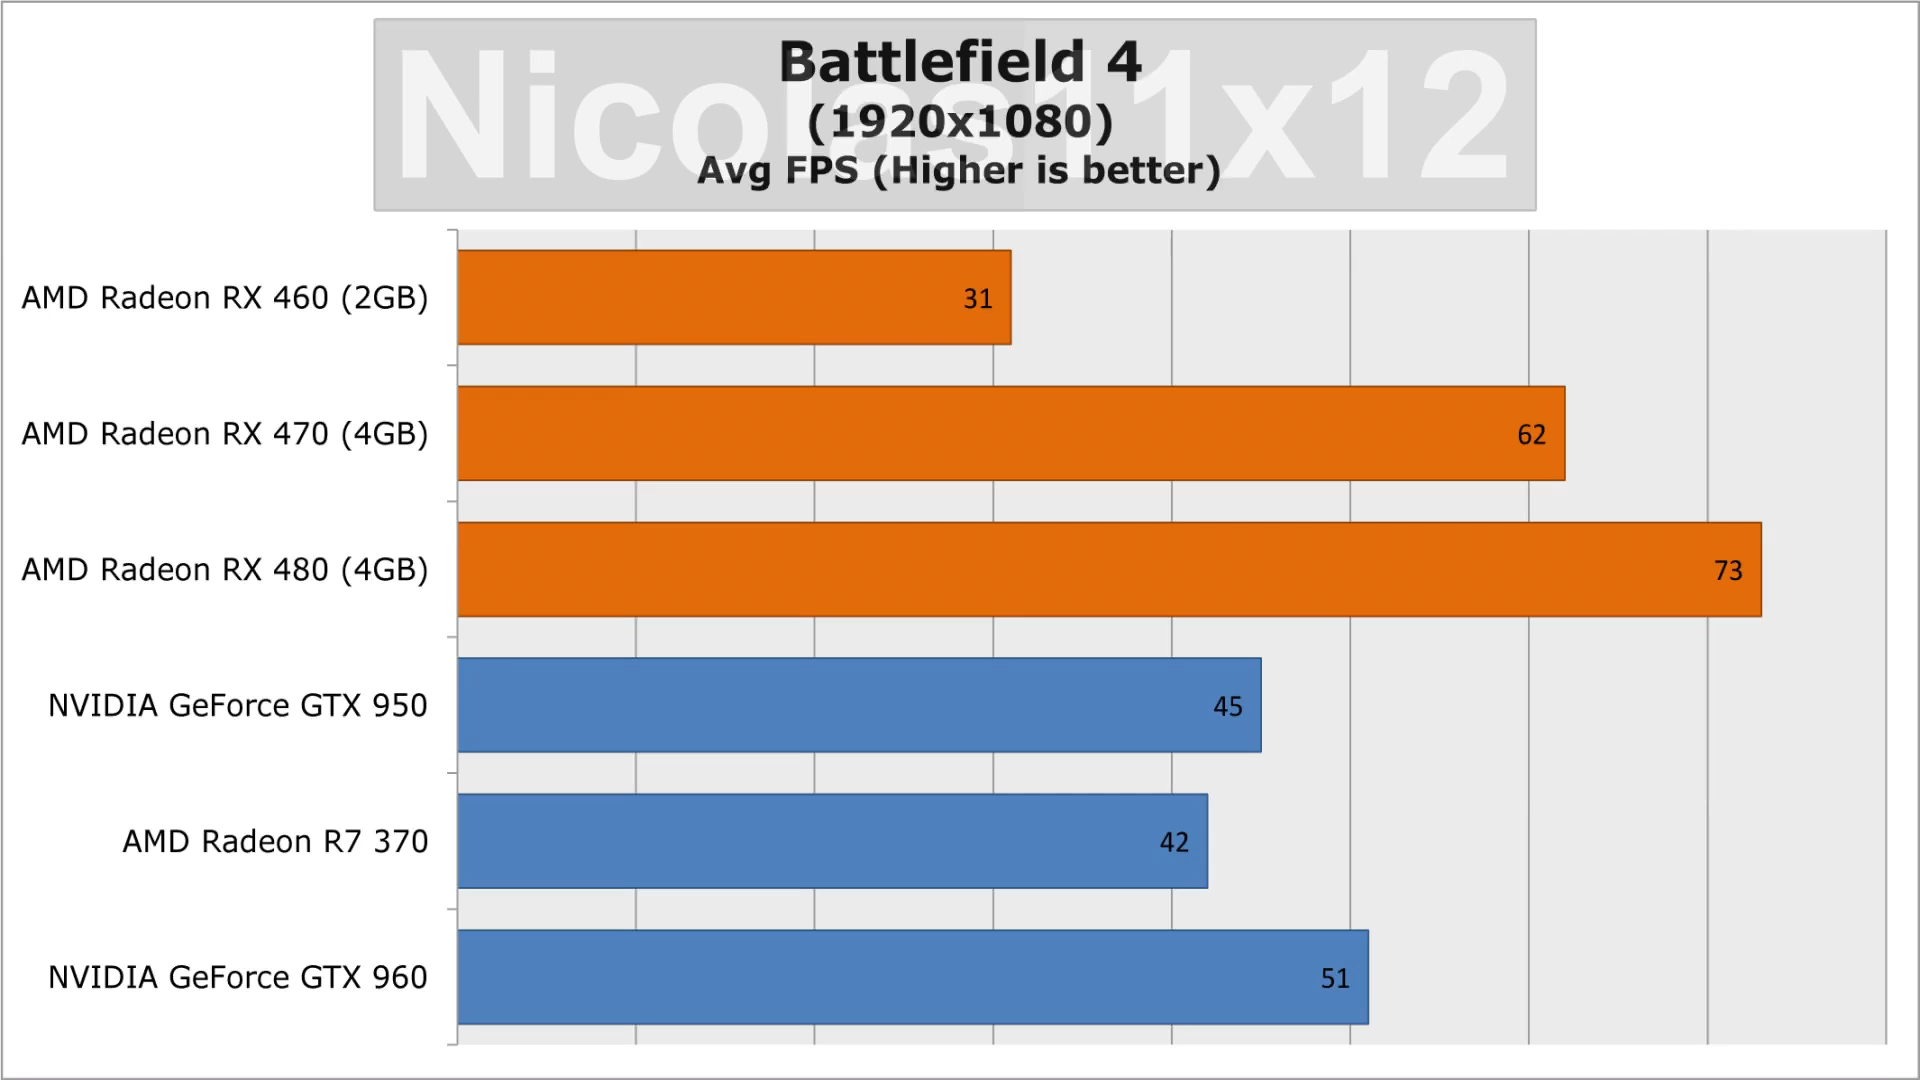 Nicolas11x12
Battlefield 4
(1920x1080)
Avg FPS (Higher is better)
AMD Radeon RX 460 (2GB)
31
AMD Radeon RX 470 (4GB)
62
AMD Radeon RX 480 (4GB)
73
NVIDIA GeForce GTX 950
45
AMD Radeon R7 370
42
NVIDIA GeForce GTX 960
51